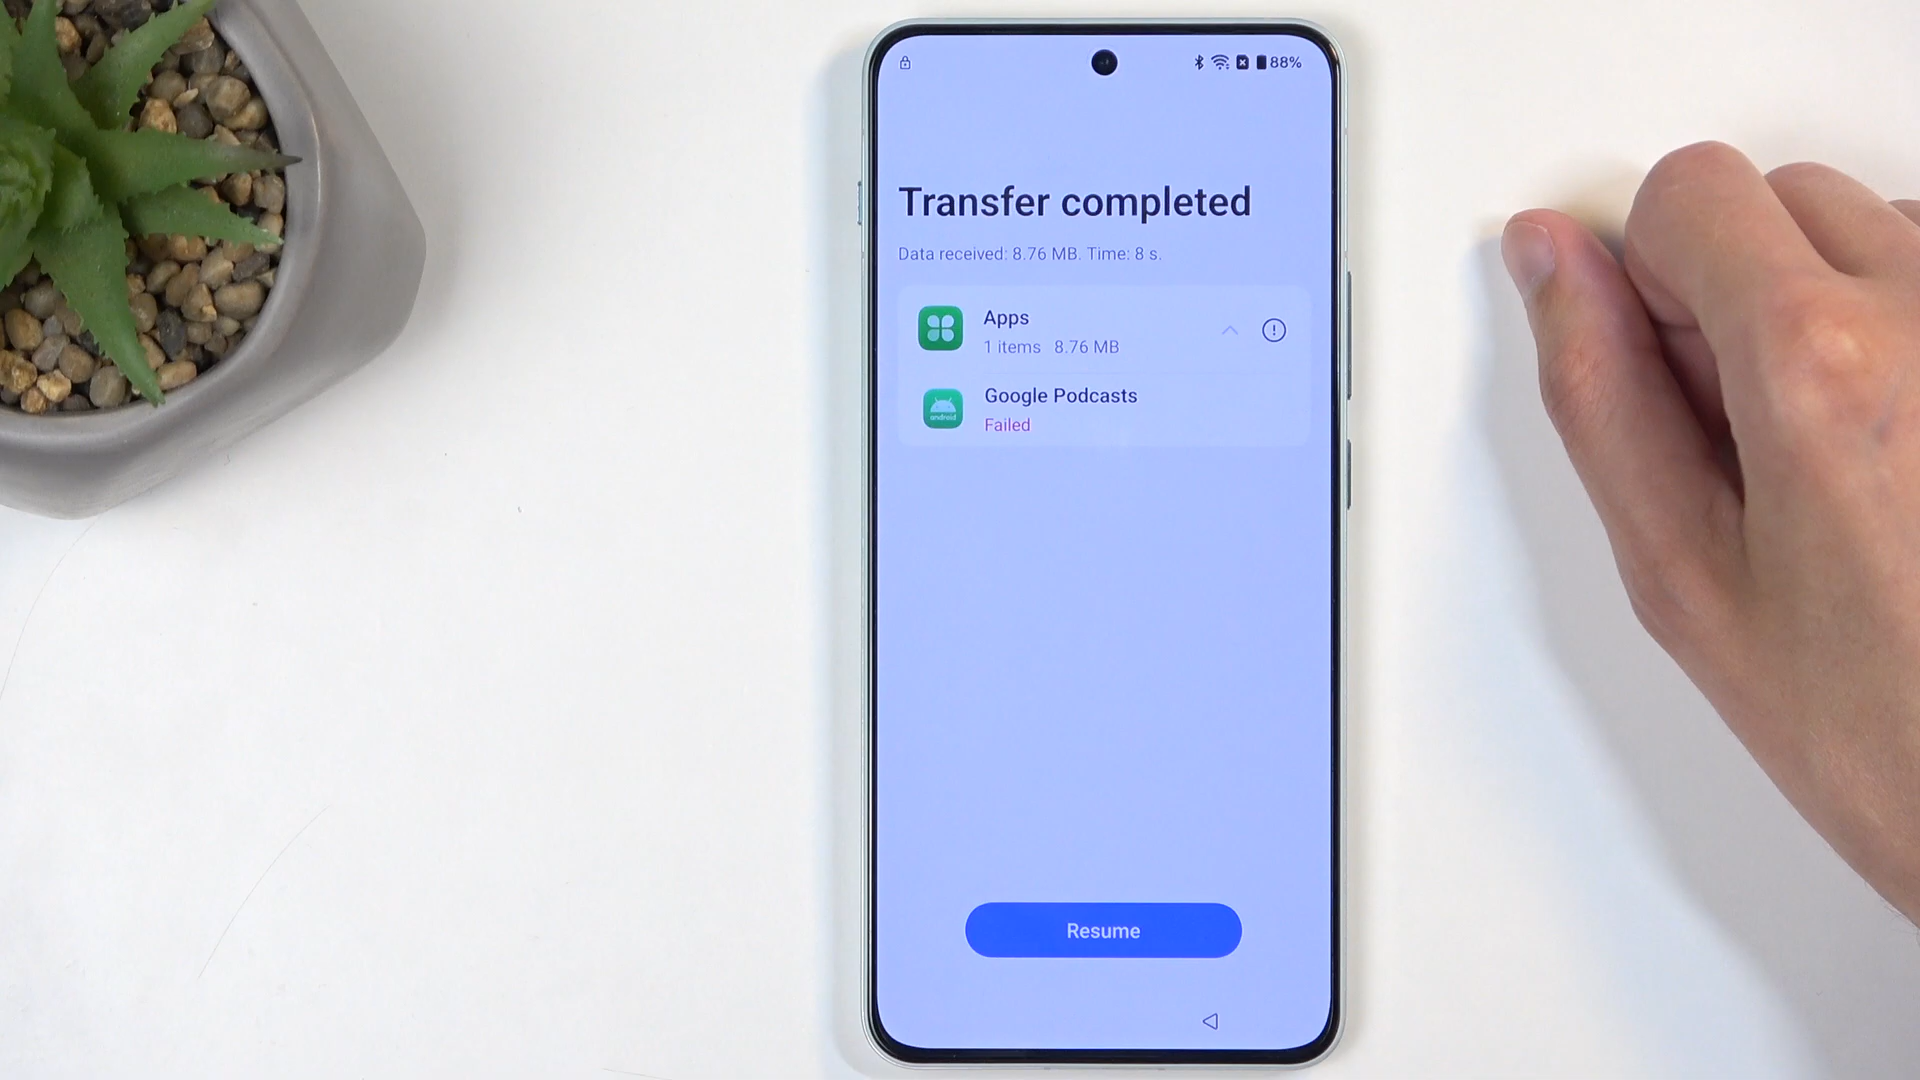 88%
Transfer completed
Data received: 8.76 MB. Time: 8 s.
Apps
1 items 8.76 MB
Google Podcasts
android
Failed
Resume